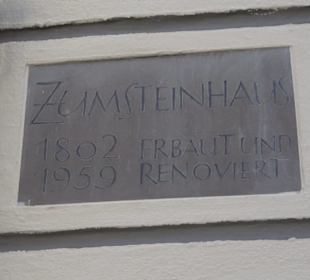 ZUMSTEINHAUS
1802 ERBAUT UND
1959 RENOVIERT